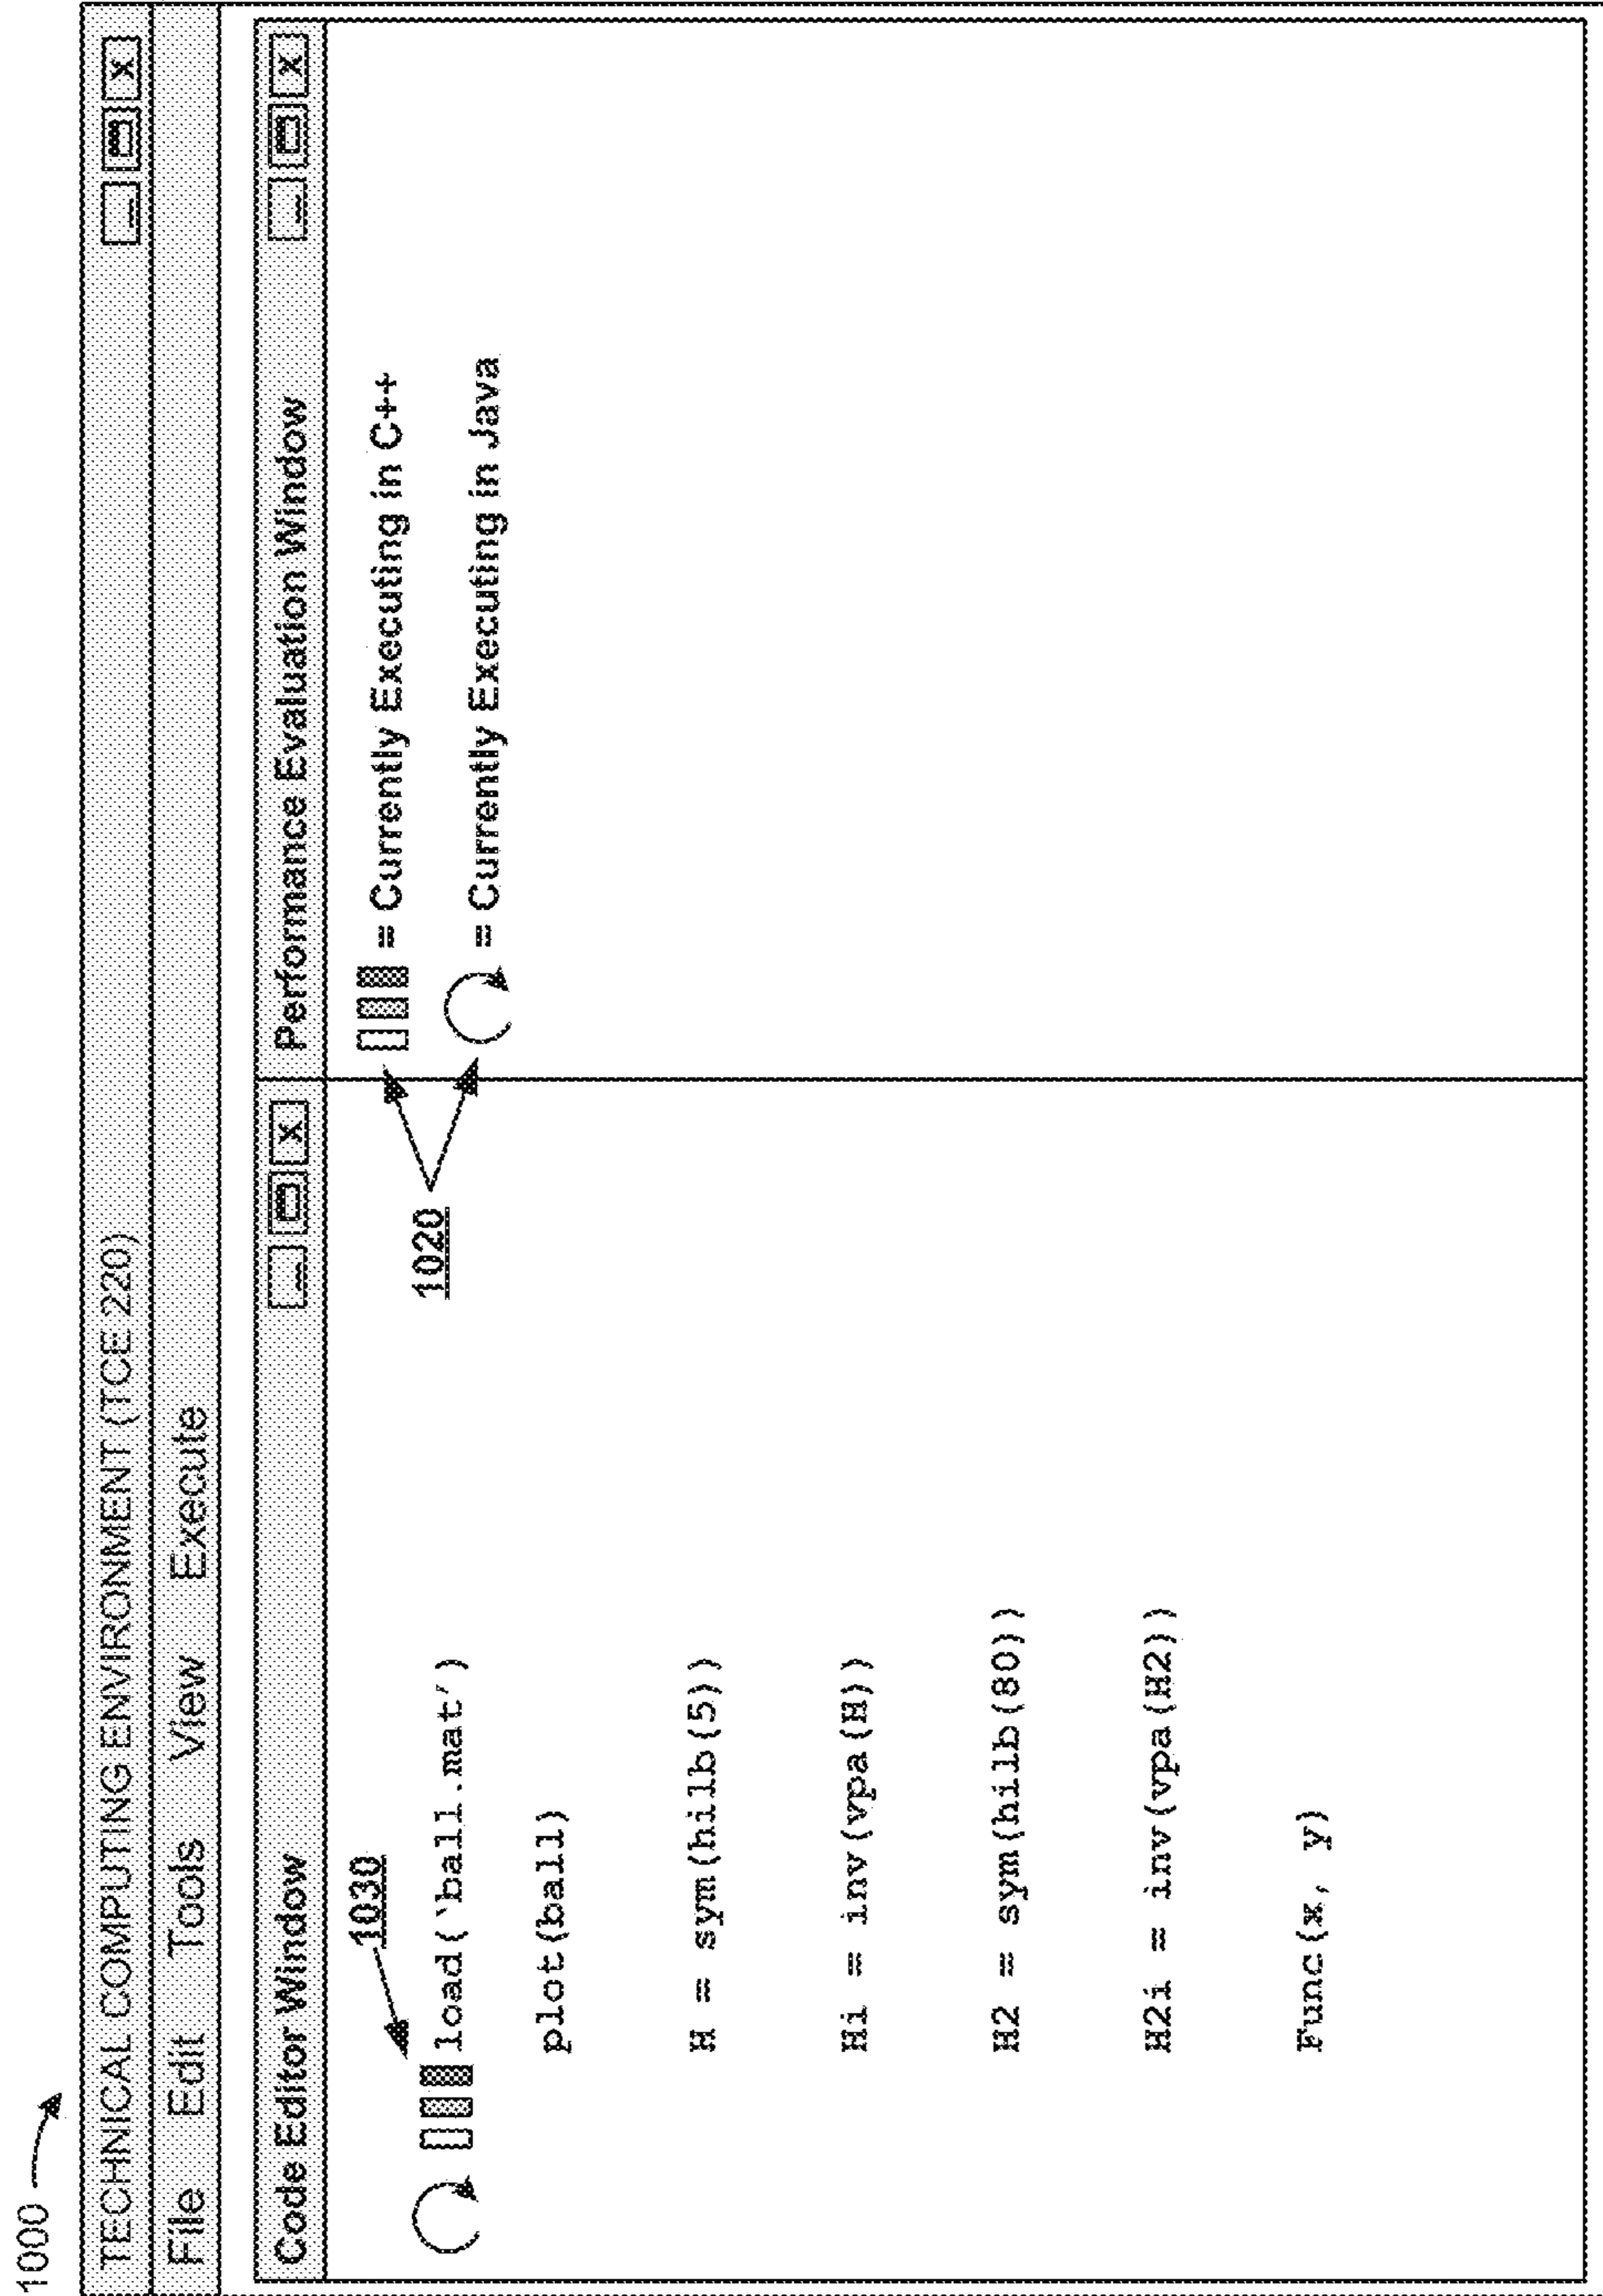 1000
TECHNICAL COMPUTING ENVIRONMENT (TCE 220)
File Edit Tools View Execute
Code Editor Window
1030
load('ball.mat')
plot(ball)
H = sym(hilb(5))
Hi = inv(vpa(H))
H2 = sym(hilb(80))
H2i = inv(vpa(H2))
Func(x, y)
Performance Evaluation Window
= Currently Executing in C++
= Currently Executing in Java
1020